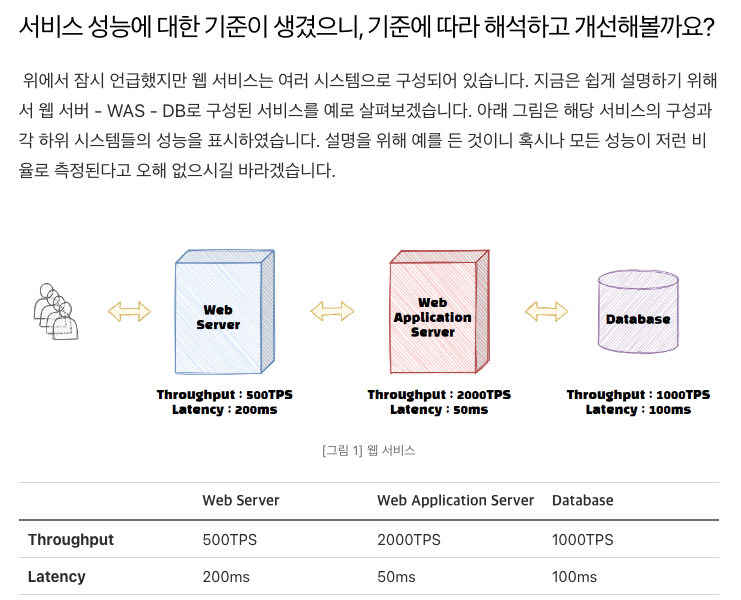 서비스 성능에 대한 기준이 생겼으니, 기준에 따라 해석하고 개선해볼까요?
위에서 잠시 언급했지만 웹 서비스는 여러 시스템으로 구성되어 있습니다. 지금은 쉽게 설명하기 위해
서 웹 서버 - WAS - DB로 구성된 서비스를 예로 살펴보겠습니다. 아래 그림은 해당 서비스의 구성과
각 하위 시스템들의 성능을 표시하였습니다. 설명을 위해 예를 든 것이니 혹시나 모든 성능이 저런 비
율로 측정된다고 오해 없으시길 바라겠습니다.
Web
Server
Web
Application
Server
Database
Throughput : 500TPS
Latency : 200ms
Throughput : 2000TPS
Latency : 50ms
Throughput : 1000TPS
Latency : 100ms
[그림 1] 웹 서비스
Web Server Web Application Server Database
Throughput 500TPS 2000TPS 1000TPS
Latency 200ms 50ms 100ms